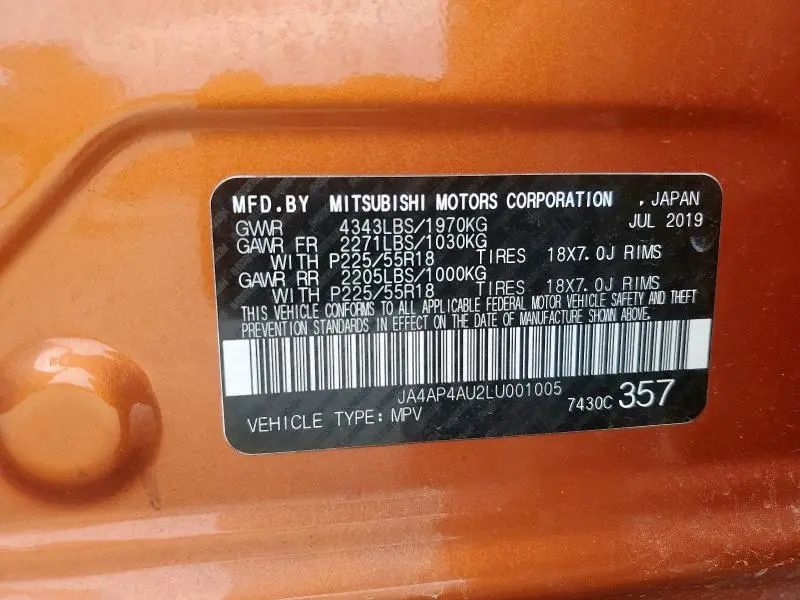 MFD.BY MITSUBISHI MOTORS CORPORATION , JAPAN
GVWR 4343LBS/1970KG JUL 2019
GAWR FR 2271LBS/1030KG
WITH P225/55R18 TIRES 18X7.0J RIMS
GAWR RR 2205LBS/1000KG
WITH P225/55R18 TIRES 18X7.0J RIMS
THIS VEHICLE CONFORMS TO ALL APPLICABLE FEDERAL MOTOR VEHICLE SAFETY AND THEFT
PREVENTION STANDARDS IN EFFECT ON THE DATE OF MANUFACTURE SHOWN ABOVE.
JA4AP4AU2LU001005
VEHICLE TYPE: MPV 7430C 357